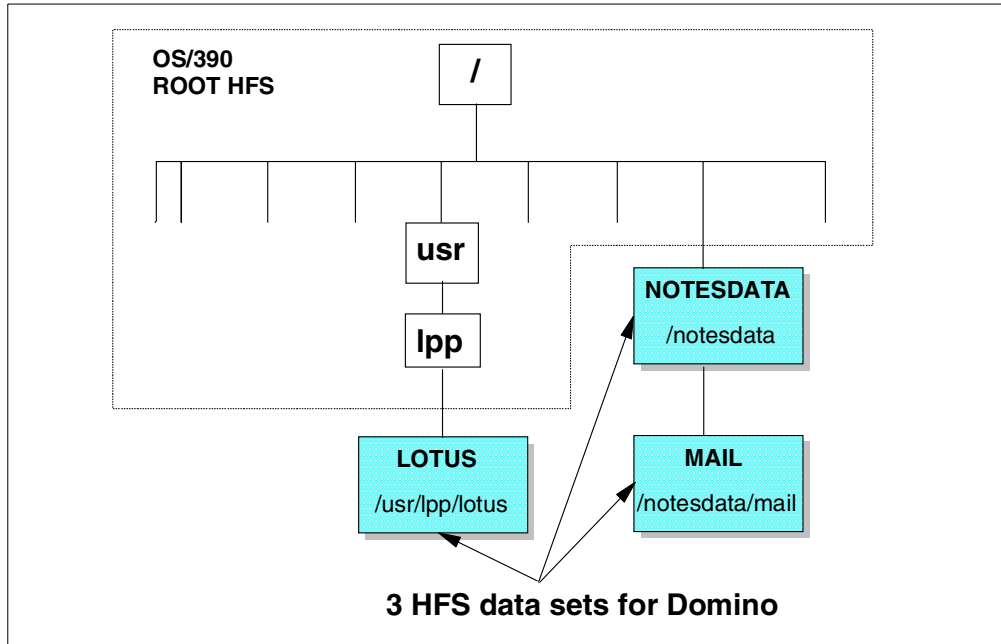 OS/390
ROOT HFS
/
usr
lpp
NOTESDATA
/notesdata
LOTUS
/usr/lpp/lotus
MAIL
/notesdata/mail
3 HFS data sets for Domino